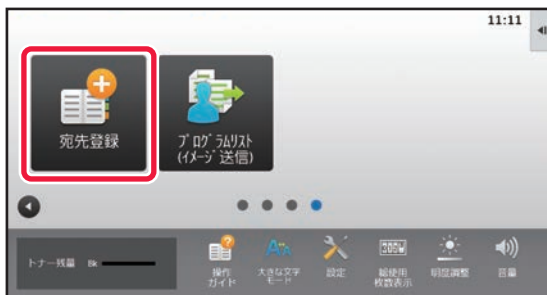 11:11
宛先登録
プログラムリスト
(イメージ送信)
トナー残量 Bk
操作
ガイド
大きな文字
モード
設定
総使用
枚数表示
明度調整
音量